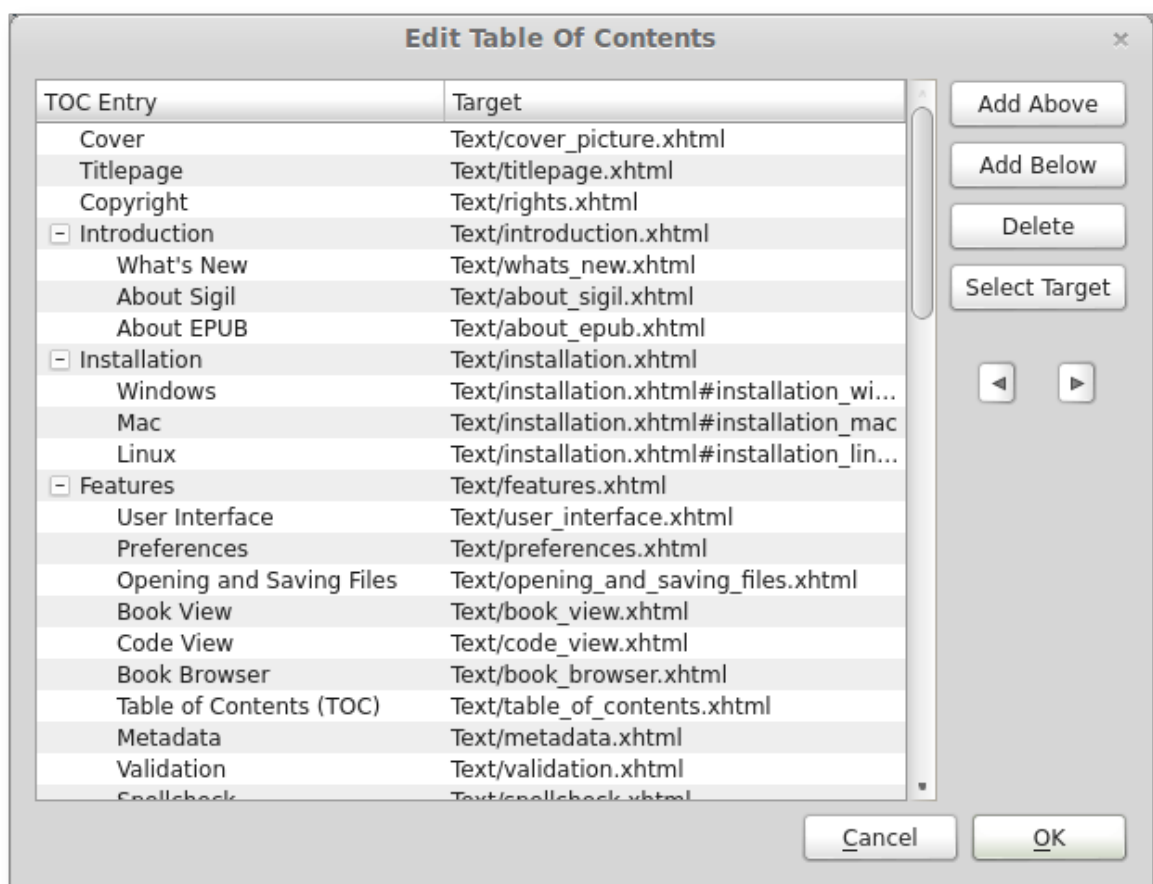 Edit Table Of Contents
TOC Entry Target
Cover Text/cover_picture.xhtml
Titlepage Text/titlepage.xhtml
Copyright Text/rights.xhtml
Introduction Text/introduction.xhtml
What's New Text/whats_new.xhtml
About Sigil Text/about_sigil.xhtml
About EPUB Text/about_epub.xhtml
Installation Text/installation.xhtml
Windows Text/installation.xhtml#installation_wi...
Mac Text/installation.xhtml#installation_mac
Linux Text/installation.xhtml#installation_lin...
Features Text/features.xhtml
User Interface Text/user_interface.xhtml
Preferences Text/preferences.xhtml
Opening and Saving Files Text/opening_and_saving_files.xhtml
Book View Text/book_view.xhtml
Code View Text/code_view.xhtml
Book Browser Text/book_browser.xhtml
Table of Contents (TOC) Text/table_of_contents.xhtml
Metadata Text/metadata.xhtml
Validation Text/validation.xhtml
Spellcheck Text/spellcheck.xhtml
Add Above
Add Below
Delete
Select Target
Cancel OK